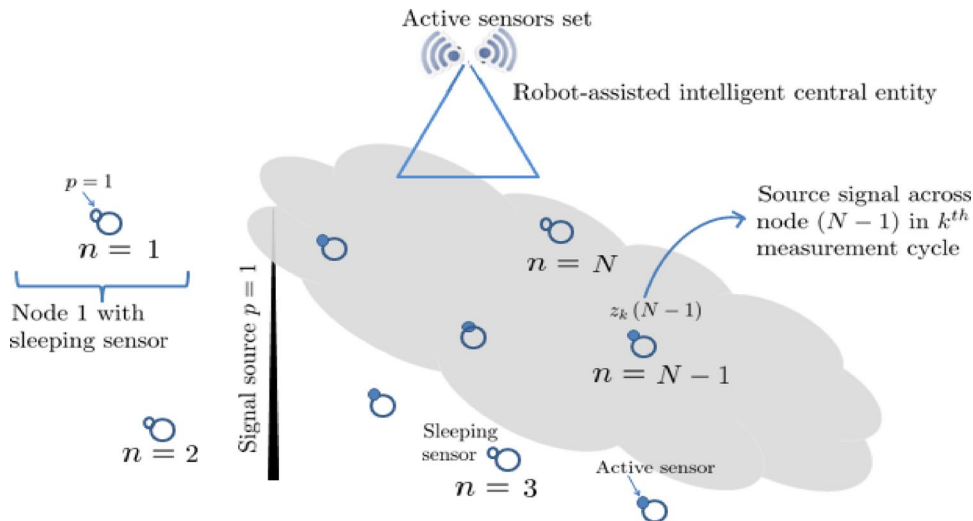 Active sensors set
Robot-assisted intelligent central entity
p = 1
n = 1
Node 1 with
sleeping sensor
Signal source p = 1
n = N
Source signal across
node (N − 1) in k^{th}
measurement cycle
z_k (N−1)
n = N − 1
n = 2
Sleeping
sensor
n = 3
Active sensor